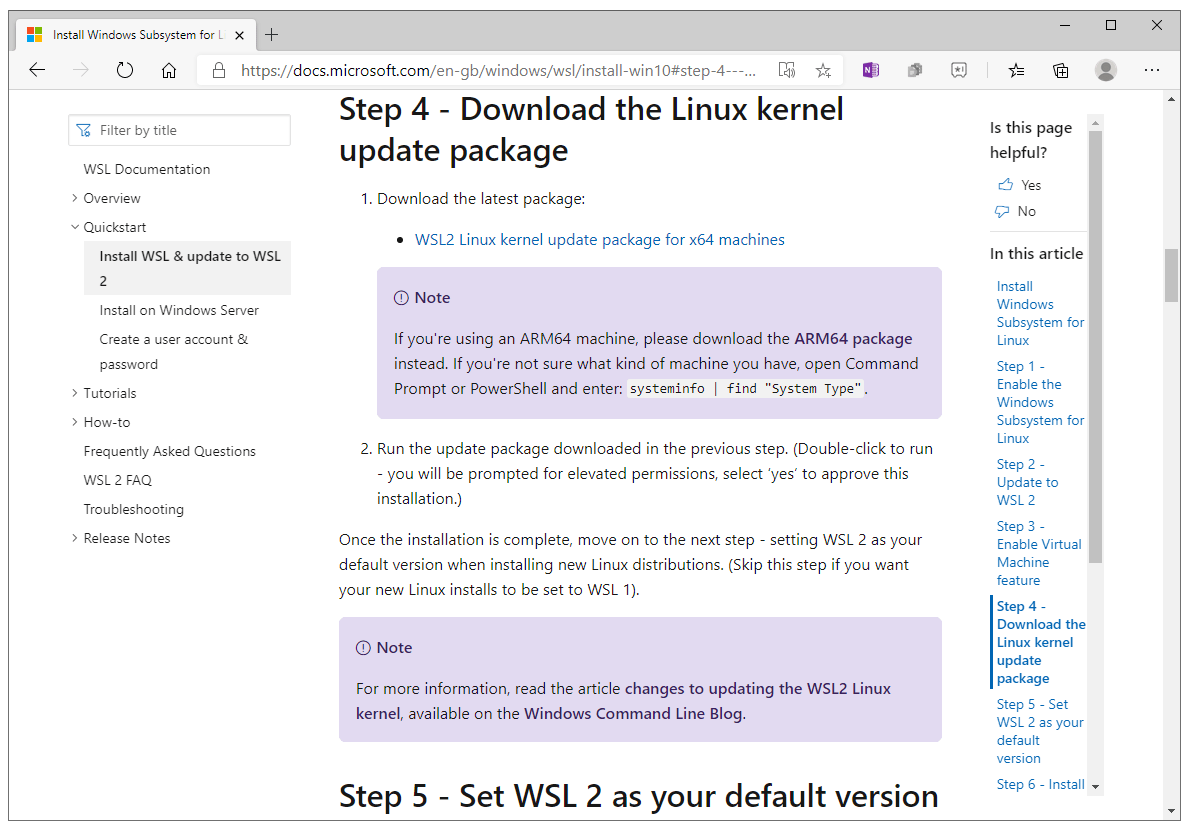 Install Windows Subsystem for L
https://docs.microsoft.com/en-gb/windows/wsl/install-win10#step-4---...
Filter by title
WSL Documentation
Overview
Quickstart
Install WSL & update to WSL
2
Install on Windows Server
Create a user account &
password
Tutorials
How-to
Frequently Asked Questions
WSL 2 FAQ
Troubleshooting
Release Notes
Step 4 - Download the Linux kernel
update package
1. Download the latest package:
• WSL2 Linux kernel update package for x64 machines
Note
If you're using an ARM64 machine, please download the ARM64 package
instead. If you're not sure what kind of machine you have, open Command
Prompt or PowerShell and enter: systeminfo | find "System Type".
2. Run the update package downloaded in the previous step. (Double-click to run
- you will be prompted for elevated permissions, select ‘yes’ to approve this
installation.)
Once the installation is complete, move on to the next step - setting WSL 2 as your
default version when installing new Linux distributions. (Skip this step if you want
your new Linux installs to be set to WSL 1).
Note
For more information, read the article changes to updating the WSL2 Linux
kernel, available on the Windows Command Line Blog.
Step 5 - Set WSL 2 as your default version
Is this page
helpful?
Yes
No
In this article
Install
Windows
Subsystem for
Linux
Step 1 -
Enable the
Windows
Subsystem for
Linux
Step 2 -
Update to
WSL 2
Step 3 -
Enable Virtual
Machine
feature
Step 4 -
Download the
Linux kernel
update
package
Step 5 - Set
WSL 2 as your
default
version
Step 6 - Install